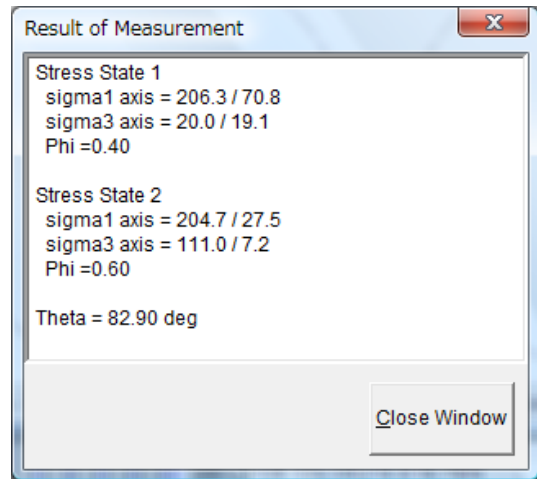 Result of Measurement
Stress State 1
sigma1 axis = 206.3 / 70.8
sigma3 axis = 20.0 / 19.1
Phi =0.40
Stress State 2
sigma1 axis = 204.7 / 27.5
sigma3 axis = 111.0 / 7.2
Phi =0.60
Theta = 82.90 deg
Close Window